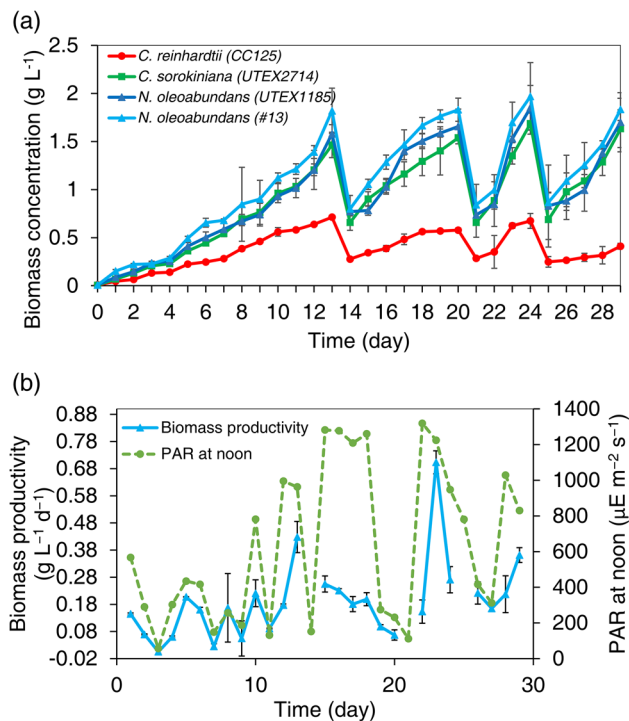 (a)
2.5
2
1.5
1
0.5
0
Biomass concentration (g L⁻¹)
C. reinhardtii (CC125)
C. sorokiniana (UTEX2714)
N. oleoabundans (UTEX1185)
N. oleoabundans (#13)
0 2 4 6 8 10 12 14 16 18 20 22 24 26 28
Time (day)
(b)
0.88
0.78
0.68
0.58
0.48
0.38
0.28
0.18
0.08
-0.02
Biomass productivity
(g L⁻¹ d⁻¹)
Biomass productivity
PAR at noon
1400
1200
1000
800
600
400
200
0
PAR at noon (µE m⁻² s⁻¹)
0 10 20 30
Time (day)